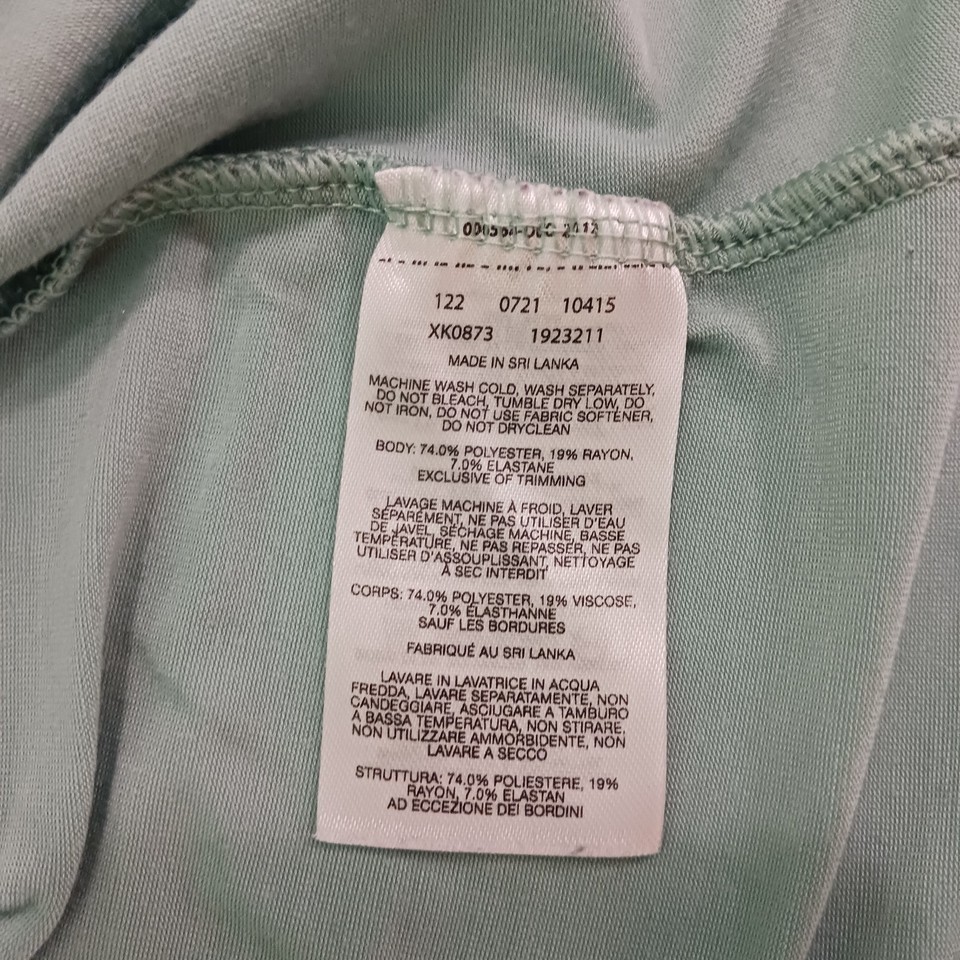 122 0721 10415
XK0873 1923211
MADE IN SRI LANKA
MACHINE WASH COLD, WASH SEPARATELY,
DO NOT BLEACH, TUMBLE DRY LOW, DO
NOT IRON, DO NOT USE FABRIC SOFTENER,
DO NOT DRYCLEAN
BODY: 74.0% POLYESTER, 19% RAYON,
7.0% ELASTANE
EXCLUSIVE OF TRIMMING
LAVAGE MACHINE À FROID, LAVER
SÉPARÉMENT, NE PAS UTILISER D'EAU
DE JAVEL, SÉCHAGE MACHINE, BASSE
TEMPÉRATURE, NE PAS REPASSER, NE PAS
UTILISER D'ASSOUPLISSANT, NETTOYAGE
À SEC INTERDIT
CORPS: 74.0% POLYESTER, 19% VISCOSE,
7.0% ÉLASTHANNE
SAUF LES BORDURES
FABRIQUÉ AU SRI LANKA
LAVARE IN LAVATRICE IN ACQUA
FREDDA, LAVARE SEPARATAMENTE, NON
CANDEGGIARE, ASCIUGARE A TAMBURO
A BASSA TEMPERATURA, NON STIRARE,
NON UTILIZZARE AMMORBIDENTE, NON
LAVARE A SECCO
STRUTTURA: 74.0% POLIESTERE, 19%
RAYON, 7.0% ELASTAN
AD ECCEZIONE DEI BORDINI